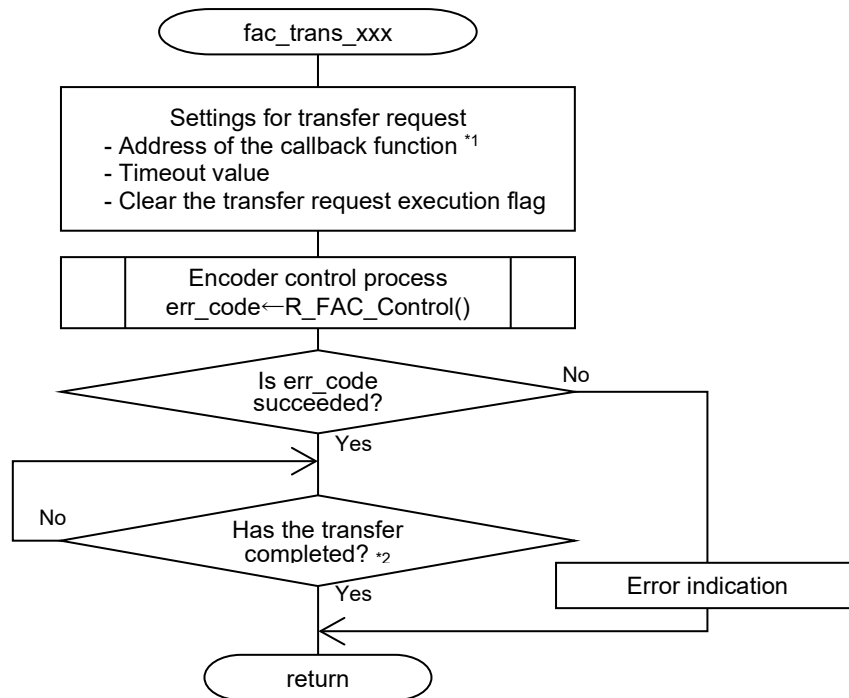 fac_trans_xxx
Settings for transfer request
- Address of the callback function *1
- Timeout value
- Clear the transfer request execution flag
Encoder control process
err_code←R_FAC_Control()
Is err_code
succeeded?
No
Yes
No
Has the transfer
completed? *2
Yes
Error indication
return